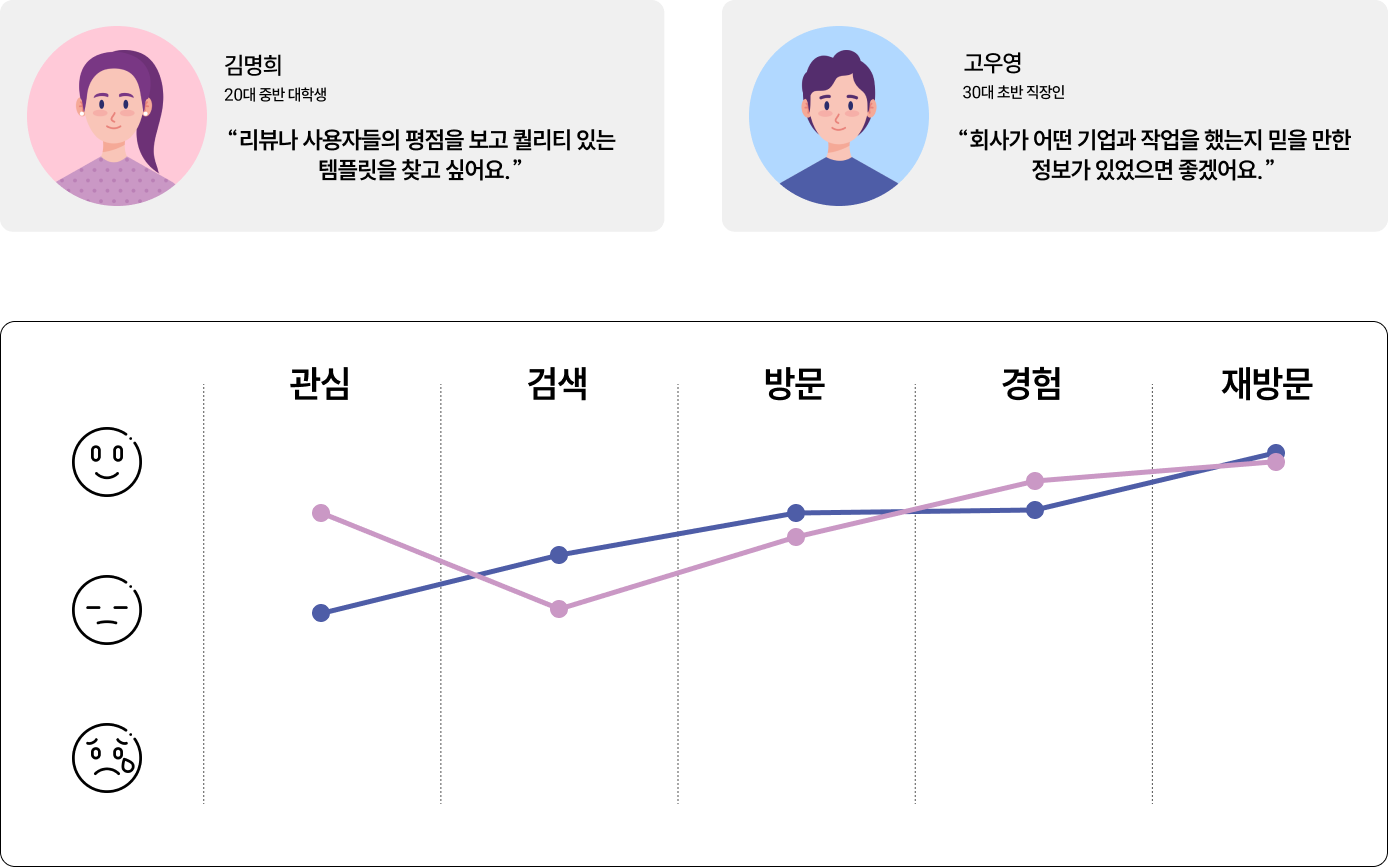 김명희
20대 중반 대학생
“리뷰나 사용자들의 평점을 보고 퀄리티 있는
템플릿을 찾고 싶어요.”
고우영
30대 초반 직장인
“회사가 어떤 기업과 작업을 했는지 믿을 만한
정보가 있었으면 좋겠어요.”
관심
검색
방문
경험
재방문